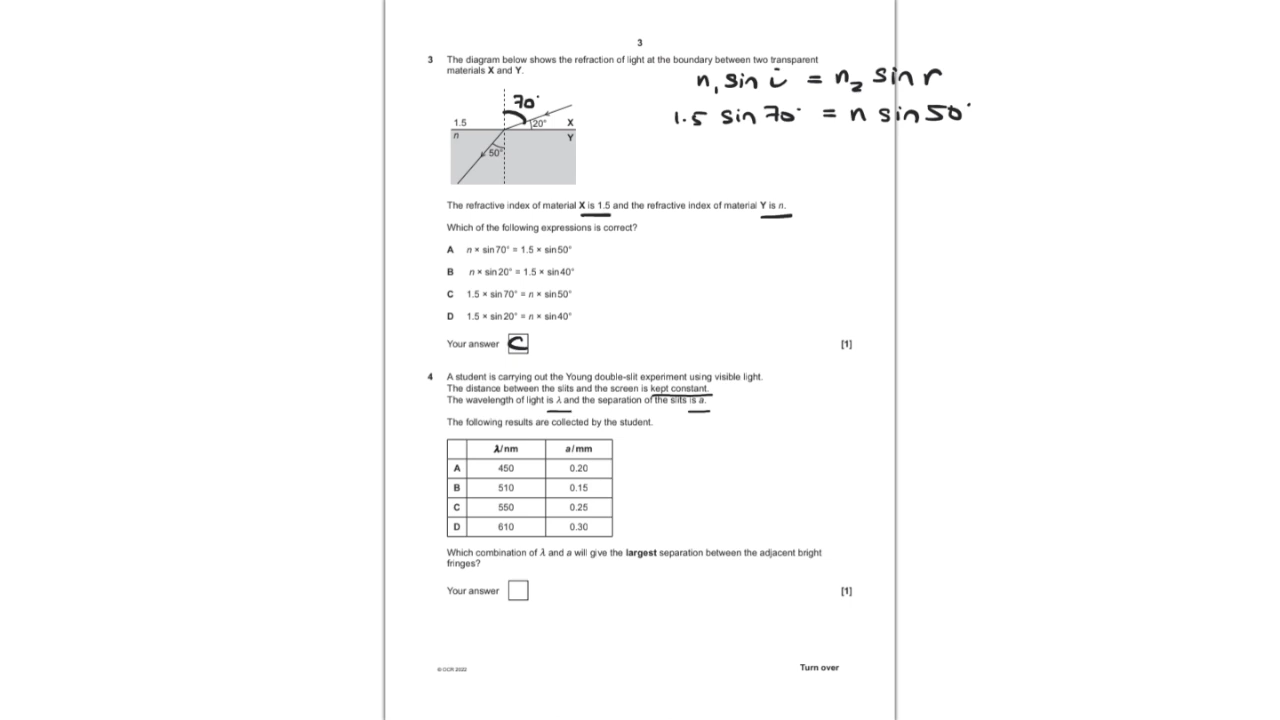 3
3 The diagram below shows the refraction of light at the boundary between two transparent
materials X and Y.
n₁ sin i = n₂ sin r
1.5 sin 70° = n sin 50°
70°
1.5 20° X
n Y
50°
The refractive index of material X is 1.5 and the refractive index of material Y is n.
Which of the following expressions is correct?
A n × sin 70° = 1.5 × sin 50°
B n × sin 20° = 1.5 × sin 40°
C 1.5 × sin 70° = n × sin 50°
D 1.5 × sin 20° = n × sin 40°
Your answer C [1]
4 A student is carrying out the Young double-slit experiment using visible light.
The distance between the slits and the screen is kept constant.
The wavelength of light is λ and the separation of the slits is a.
The following results are collected by the student.
λ/nm a/mm
A 450 0.20
B 510 0.15
C 550 0.25
D 610 0.30
Which combination of λ and a will give the largest separation between the adjacent bright
fringes?
Your answer [1]
© OCR 2022 Turn over